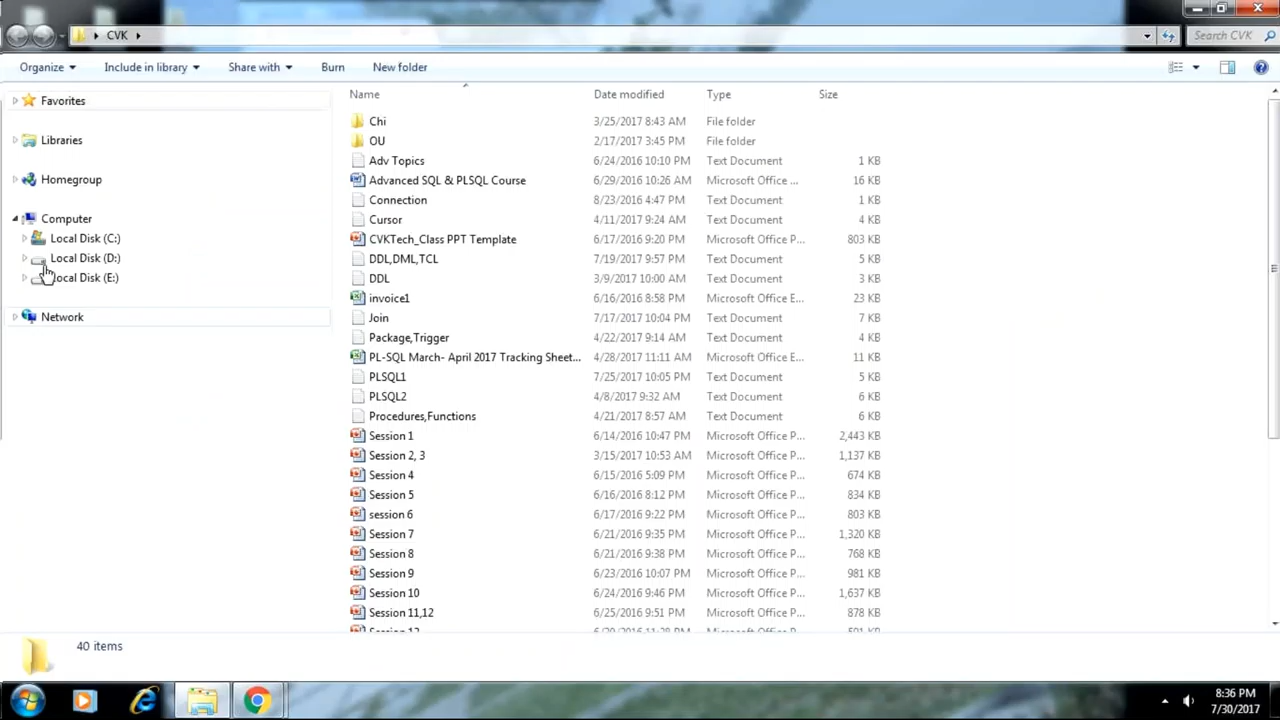 CVK
Search CVK
Organize Include in library Share with Burn New folder
Favorites
Libraries
Homegroup
Computer
Local Disk (C:)
Local Disk (D:)
Local Disk (E:)
Network
Name Date modified Type Size
Chi 3/25/2017 8:43 AM File folder
OU 2/17/2017 3:45 PM File folder
Adv Topics 6/24/2016 10:10 PM Text Document 1 KB
Advanced SQL & PLSQL Course 6/29/2016 10:26 AM Microsoft Office ... 16 KB
Connection 8/23/2016 4:47 PM Text Document 1 KB
Cursor 4/11/2017 9:24 AM Text Document 4 KB
CVKTech_Class PPT Template 6/17/2016 9:20 PM Microsoft Office P... 803 KB
DDL,DML,TCL 7/19/2017 9:57 PM Text Document 5 KB
DDL 3/9/2017 10:00 AM Text Document 1 KB
invoice1 6/16/2016 8:58 PM Microsoft Office E... 23 KB
Join 7/17/2017 10:04 PM Text Document 7 KB
Package,Trigger 4/22/2017 9:14 AM Text Document 4 KB
PL-SQL March- April 2017 Tracking Sheet... 4/28/2017 11:11 AM Microsoft Office E... 11 KB
PLSQL1 7/25/2017 10:05 PM Text Document 5 KB
PLSQL2 4/8/2017 9:32 AM Text Document 6 KB
Procedures,Functions 4/21/2017 8:57 AM Text Document 6 KB
Session 1 6/14/2016 10:47 PM Microsoft Office P... 2,443 KB
Session 2, 3 3/15/2017 10:53 AM Microsoft Office P... 1,137 KB
Session 4 6/15/2016 5:09 PM Microsoft Office P... 674 KB
Session 5 6/16/2016 8:12 PM Microsoft Office P... 834 KB
session 6 6/17/2016 9:22 PM Microsoft Office P... 803 KB
Session 7 6/21/2016 9:35 PM Microsoft Office P... 1,320 KB
Session 8 6/21/2016 9:38 PM Microsoft Office P... 768 KB
Session 9 6/23/2016 10:07 PM Microsoft Office P... 981 KB
Session 10 6/24/2016 9:46 PM Microsoft Office P... 1,637 KB
Session 11,12 6/25/2016 9:51 PM Microsoft Office P... 878 KB
40 items
8:36 PM
7/30/2017